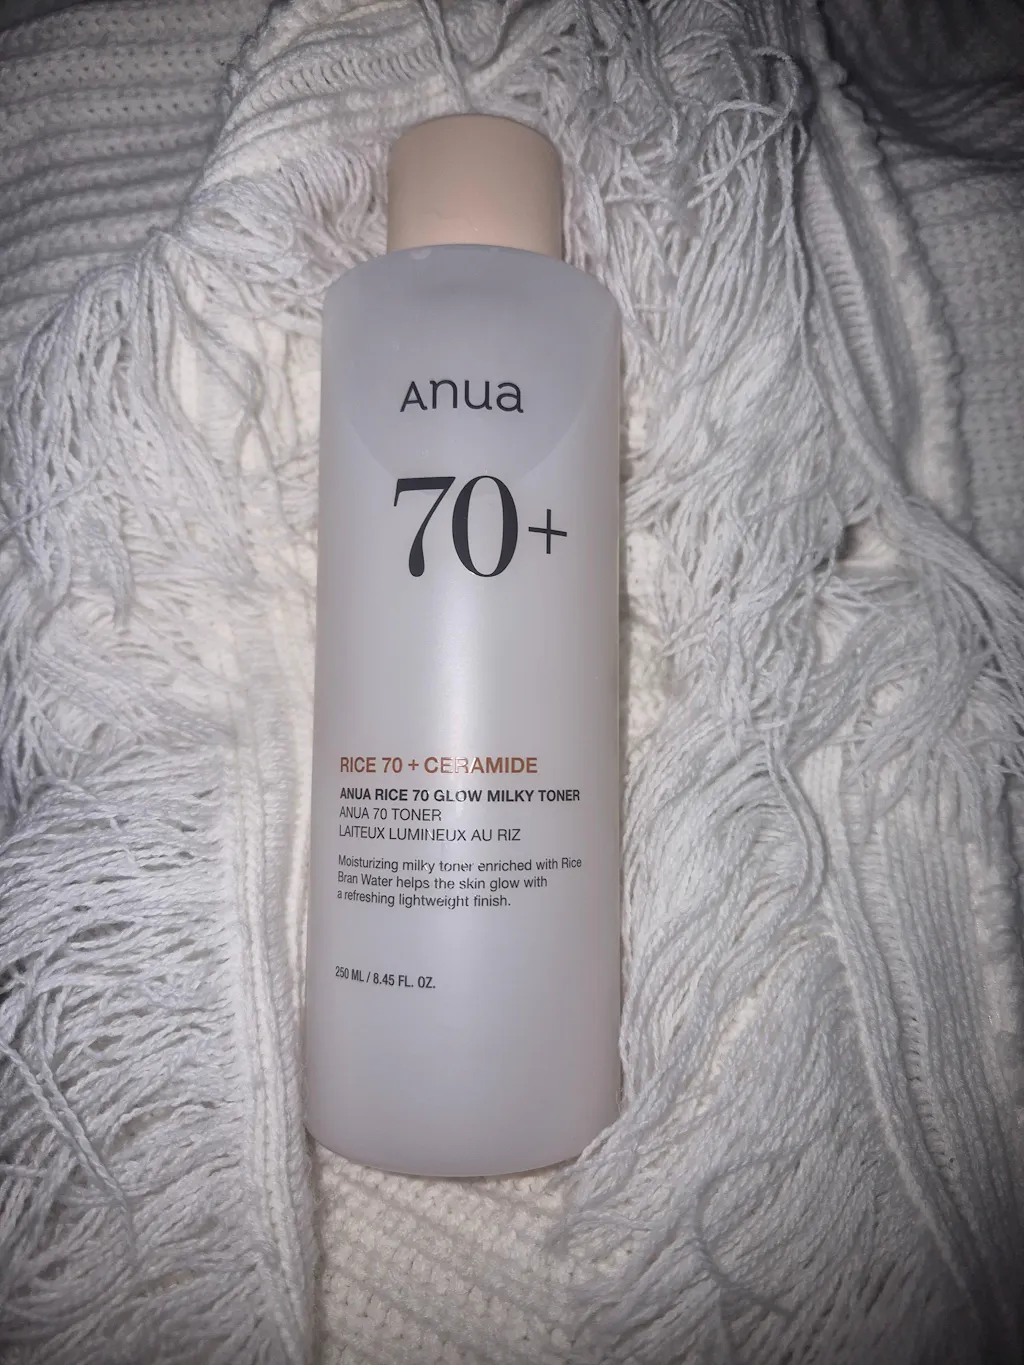 Anua
70+
RICE 70 + CERAMIDE
ANUA RICE 70 GLOW MILKY TONER
ANUA 70 TONER
LAITEUX LUMINEUX AU RIZ
Moisturizing milky toner enriched with Rice
Bran Water helps the skin glow with
a refreshing lightweight finish.
250 ML / 8.45 FL. OZ.